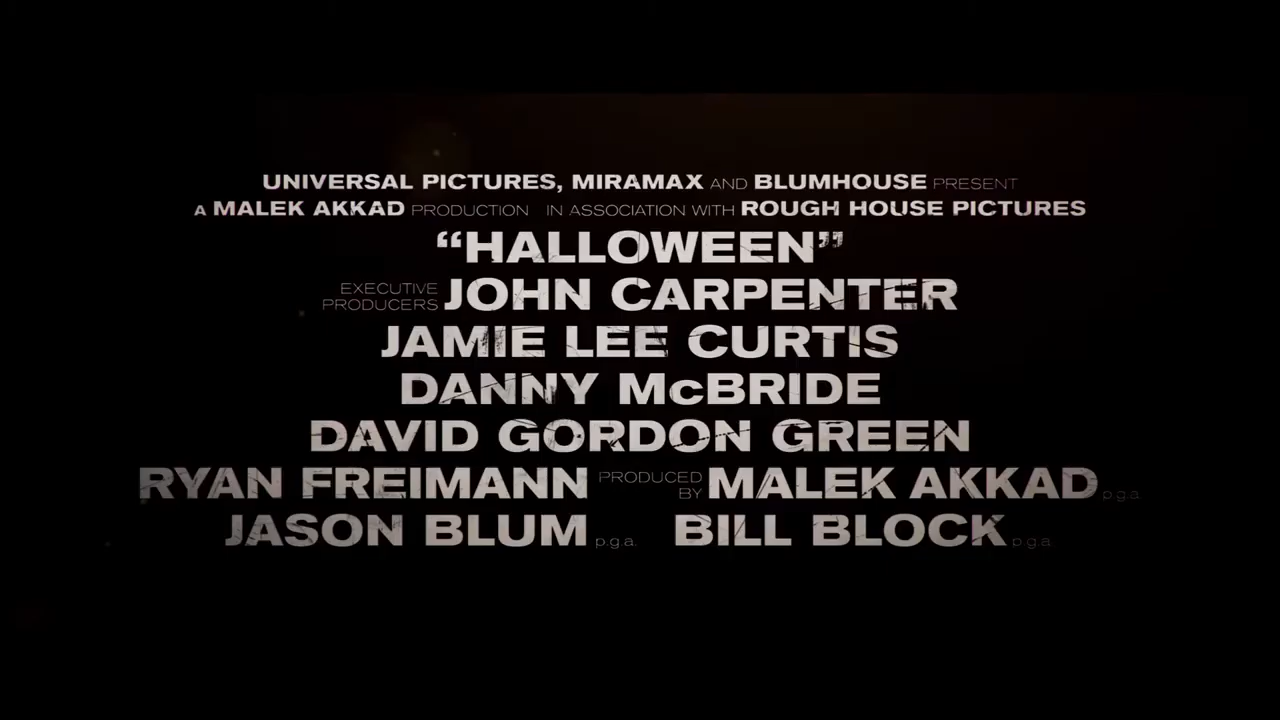 UNIVERSAL PICTURES, MIRAMAX AND BLUMHOUSE PRESENT
A MALEK AKKAD PRODUCTION IN ASSOCIATION WITH ROUGH HOUSE PICTURES
“HALLOWEEN”
EXECUTIVE PRODUCERS JOHN CARPENTER
JAMIE LEE CURTIS
DANNY McBRIDE
DAVID GORDON GREEN
RYAN FREIMANN PRODUCED BY MALEK AKKAD p.g.a.
JASON BLUM p.g.a. BILL BLOCK p.g.a.